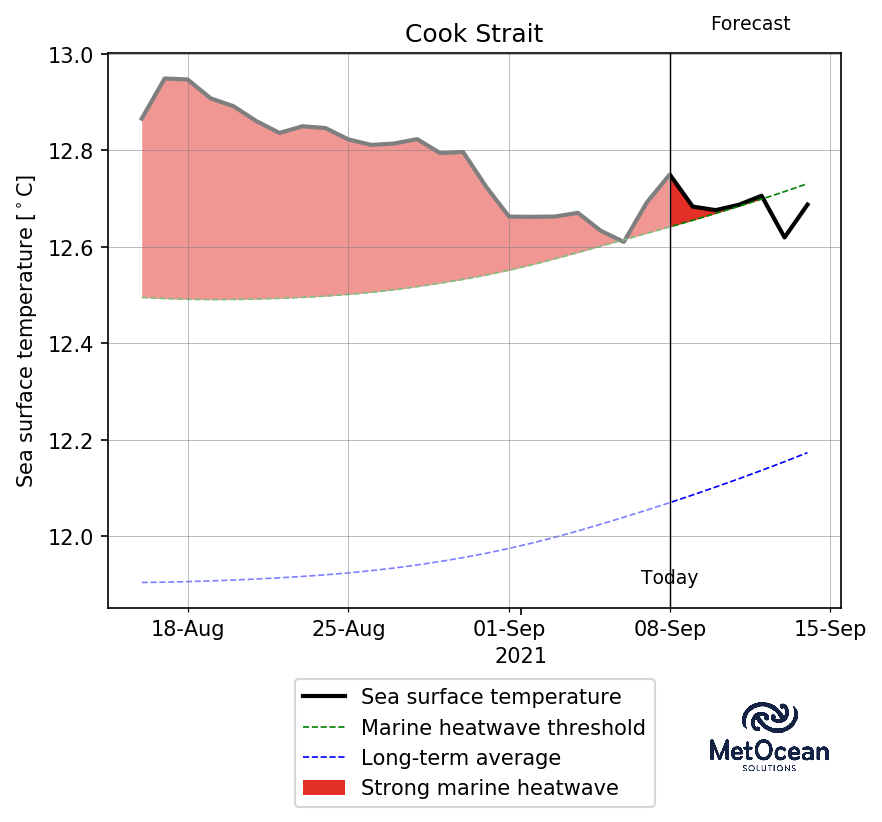 Forecast
Cook Strait
13.0
12.8
12.6
12.4
12.2
12.0
Sea surface temperature [°C]
Today
18-Aug 25-Aug 01-Sep 08-Sep 15-Sep
2021
Sea surface temperature
Marine heatwave threshold
Long-term average
Strong marine heatwave
MetOcean
SOLUTIONS